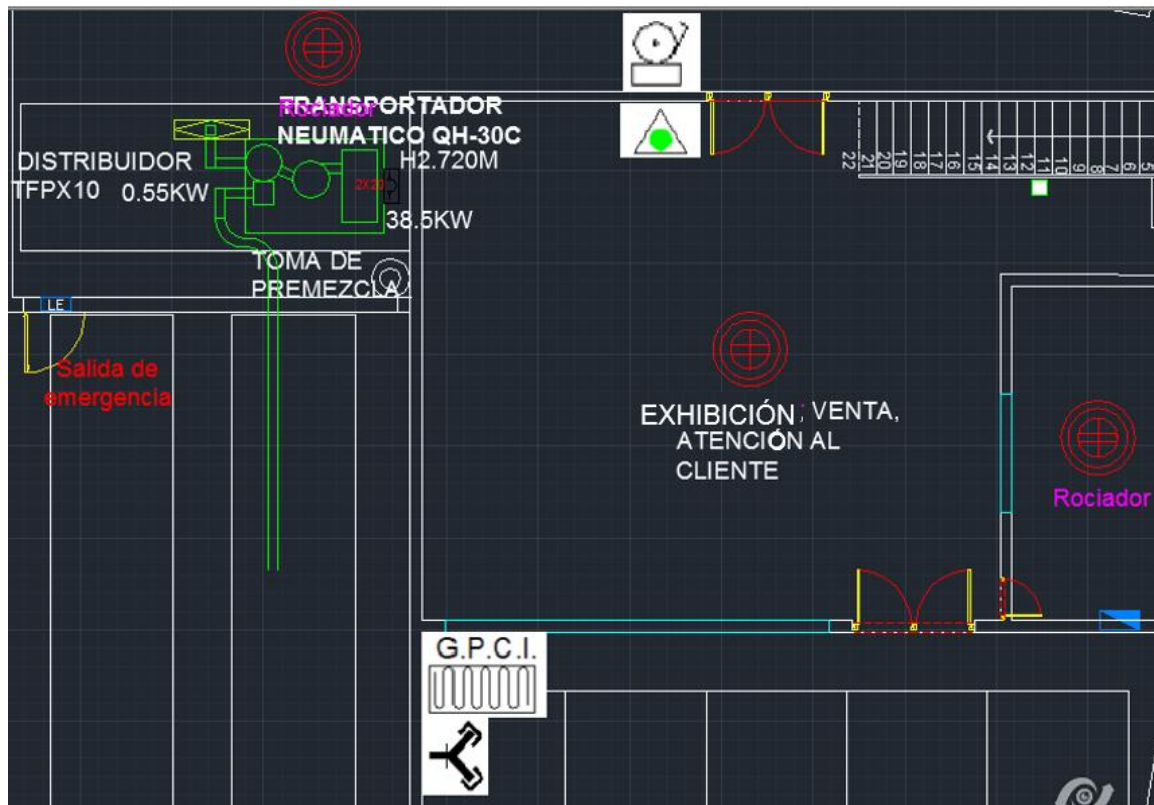 Rociador
TRANSPORTADOR
NEUMATICO QH-30C
H2.720M
DISTRIBUIDOR
TFPX10 0.55KW
2X20
38.5KW
TOMA DE
PREMEZCLA
LE
Salida de
emergencia
22 21 20 19 18 17 16 15 14 13 12 11 10 9 8 7 6 5
EXHIBICIÓN, VENTA,
ATENCIÓN AL
CLIENTE
Rociador
G.P.C.I.